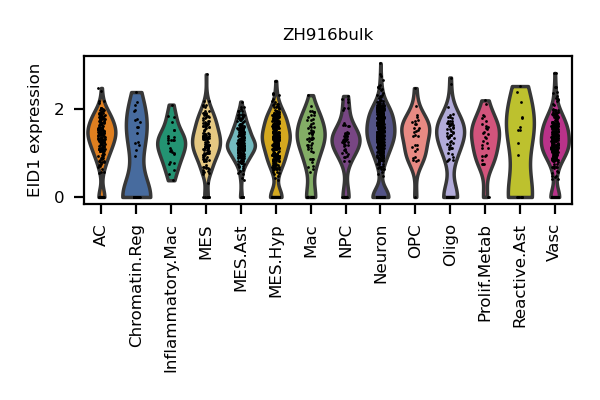 ZH916bulk
EID1 expression
2
0
AC
Chromatin.Reg
Inflammatory.Mac
MES
MES.Ast
MES.Hyp
Mac
NPC
Neuron
OPC
Oligo
Prolif.Metab
Reactive.Ast
Vasc